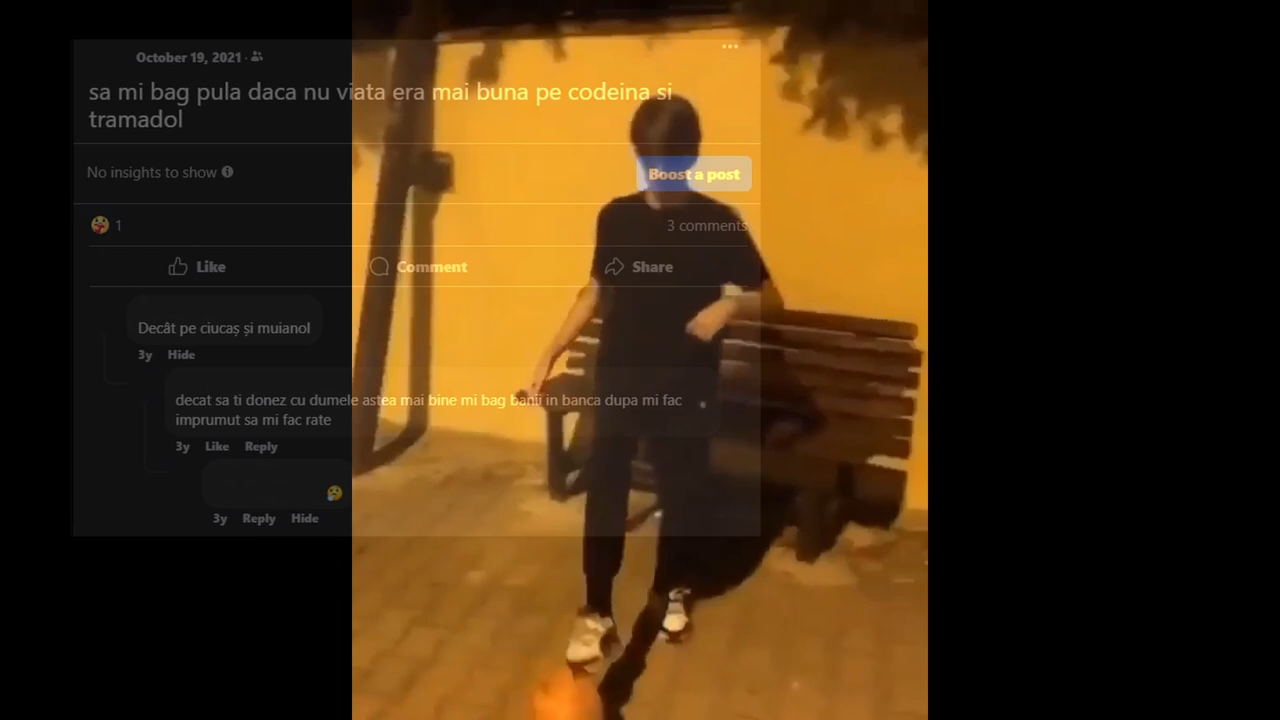 October 19, 2021 ·
sa mi bag pula daca nu viata era mai buna pe codeina si
tramadol
No insights to show
Boost a post
1
3 comments
Like
Comment
Share
Decât pe ciucaș și muianol
3y Hide
decat sa ti donez cu dumele astea mai bine mi bag banii in banca dupa mi fac
imprumut sa mi fac rate
3y Like Reply
3y Reply Hide